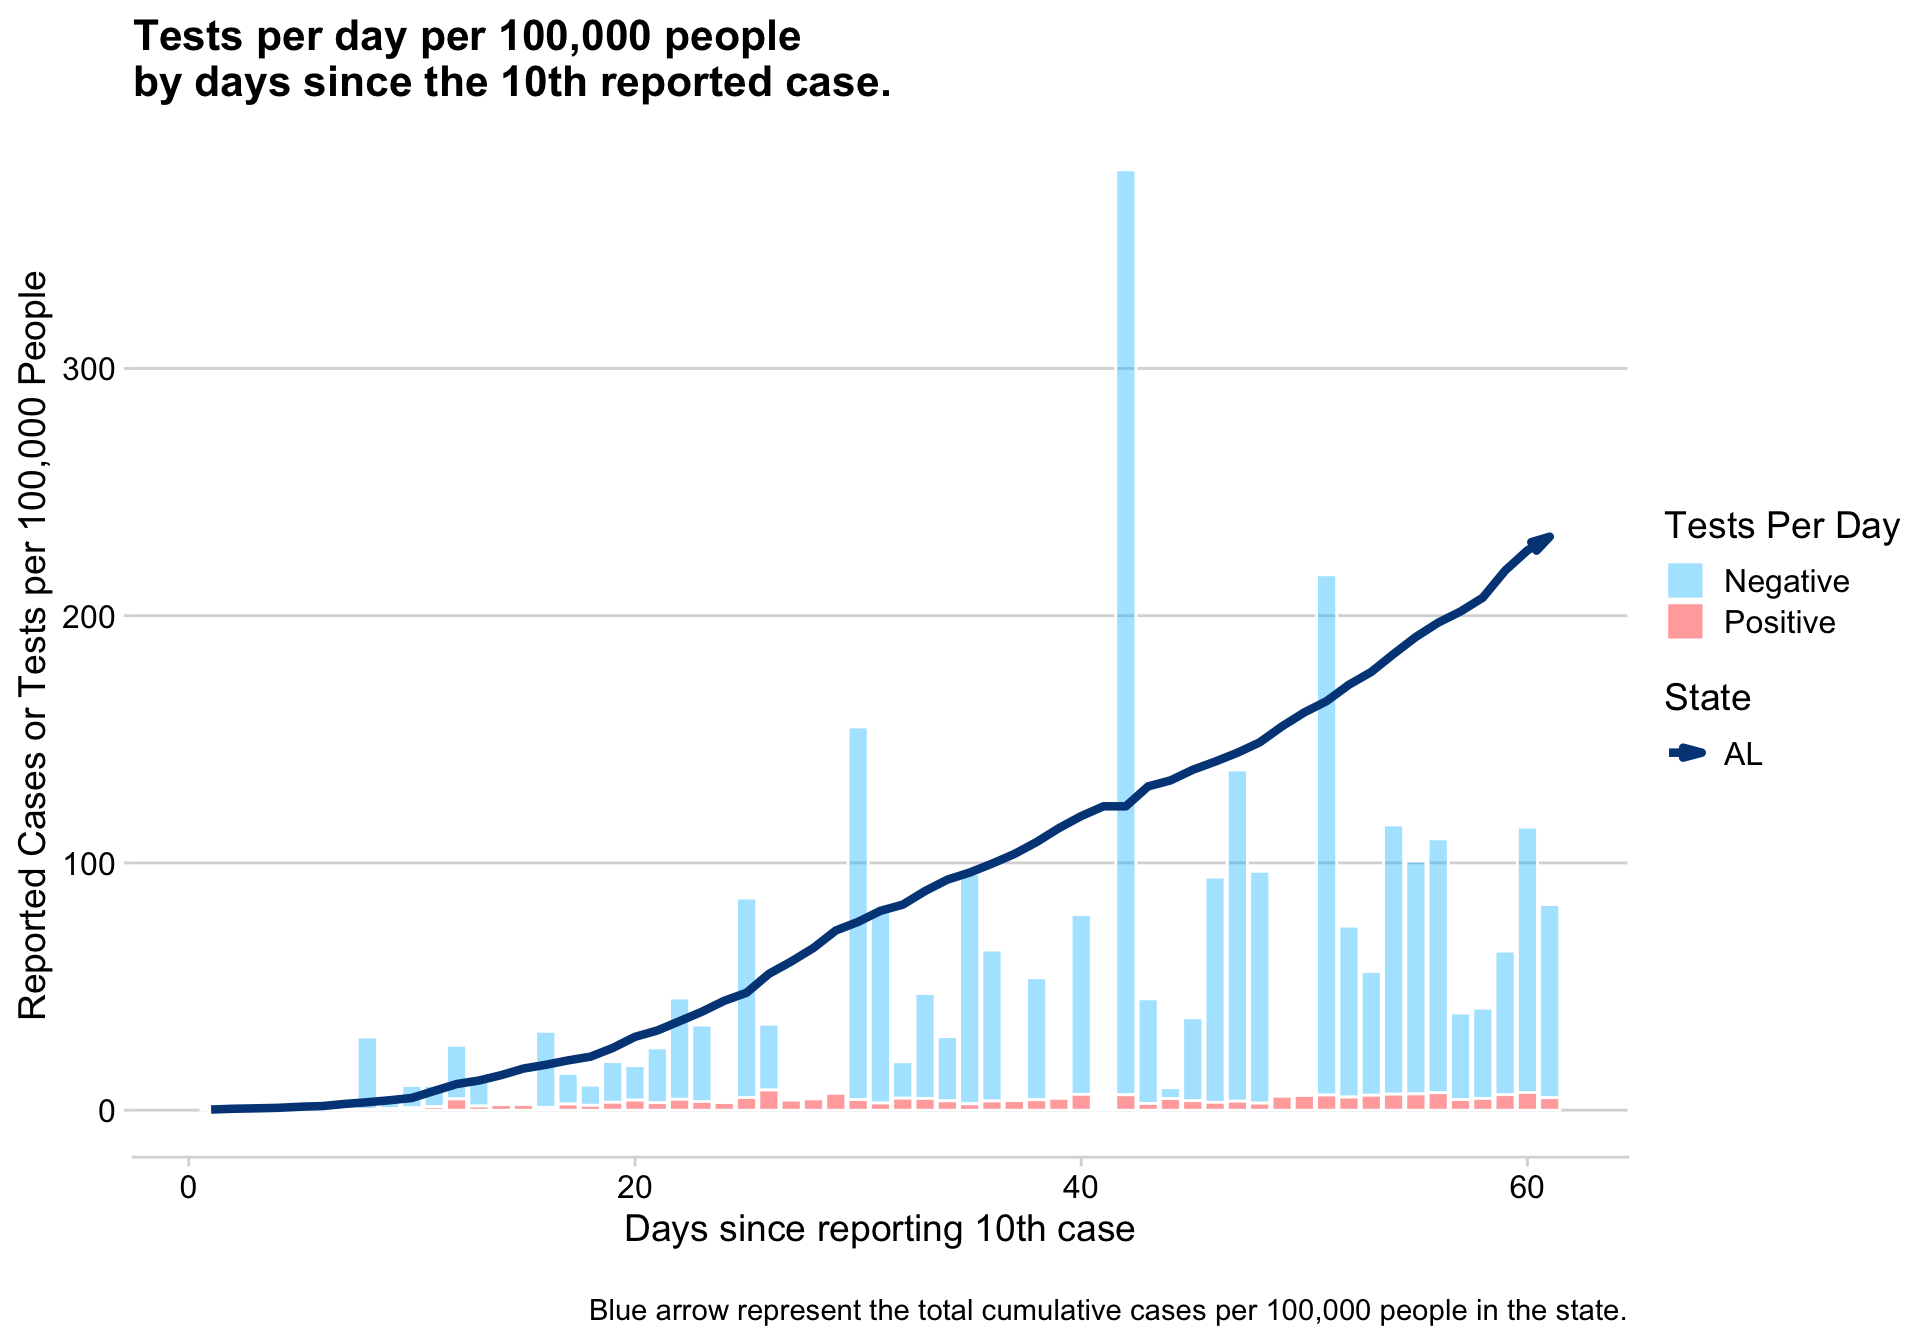 Tests per day per 100,000 people
by days since the 10th reported case.
Reported Cases or Tests per 100,000 People
300
200
100
0
0
20
40
60
Days since reporting 10th case
Tests Per Day
Negative
Positive
State
AL
Blue arrow represent the total cumulative cases per 100,000 people in the state.